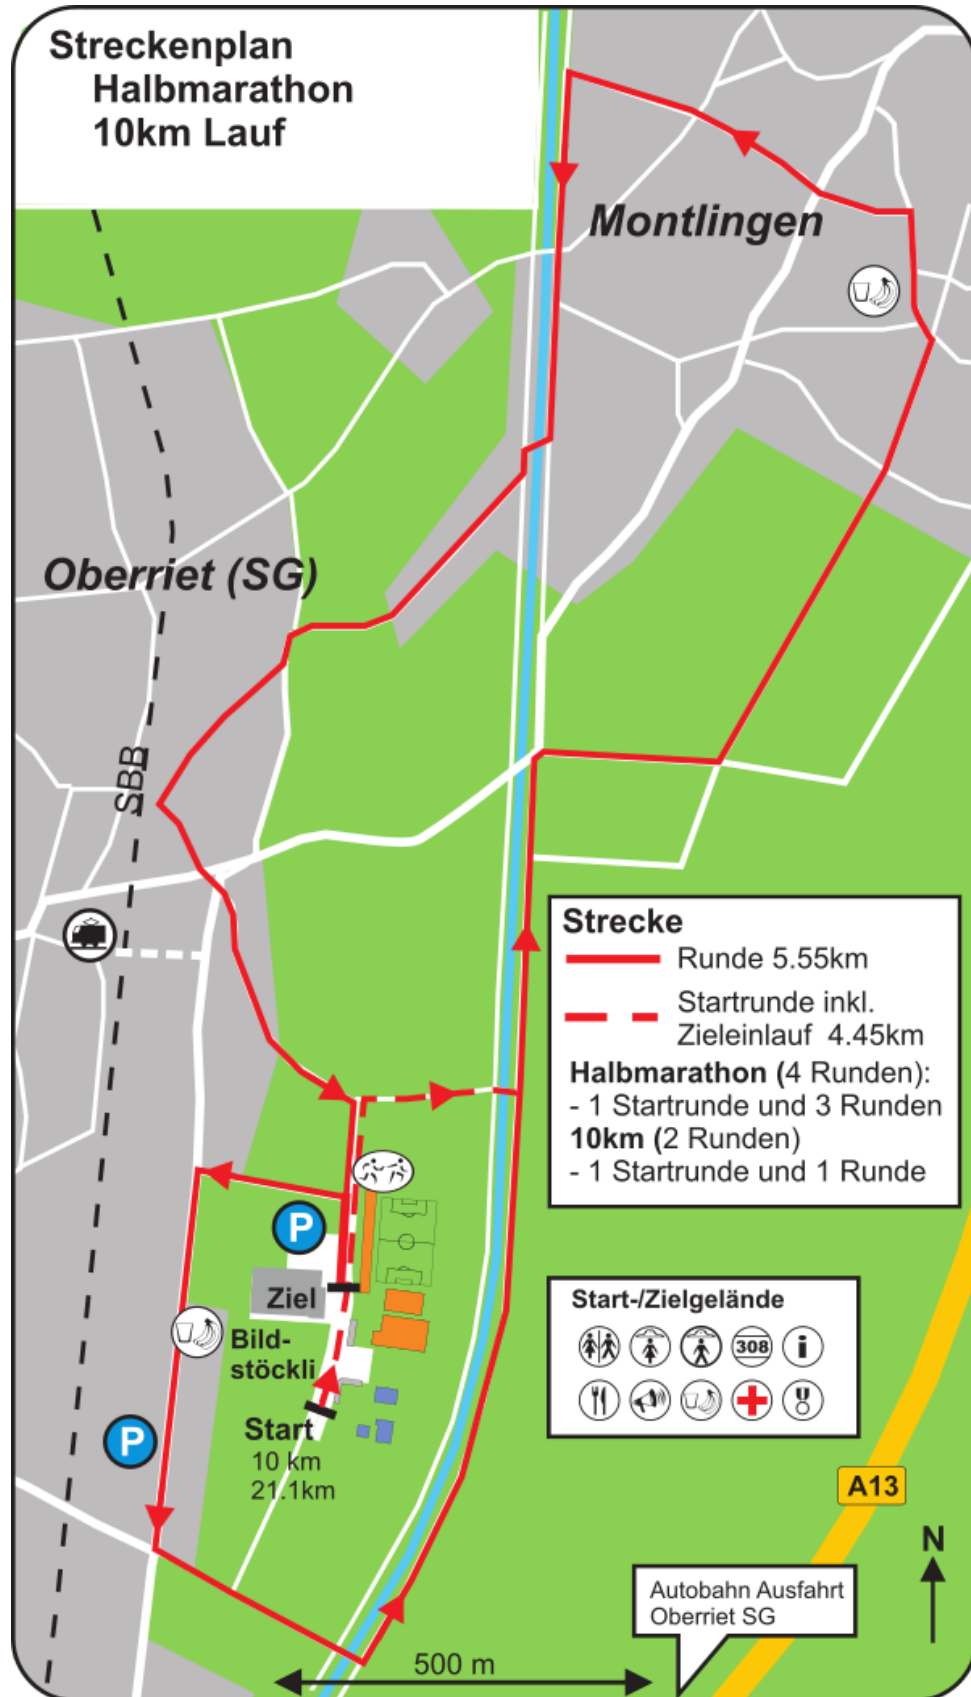 Streckenplan
Halbmarathon
10km Lauf
Montlingen
Oberriet (SG)
SBB
Strecke
Runde 5.55km
Startrunde inkl.
Zieleinlauf 4.45km
Halbmarathon (4 Runden):
- 1 Startrunde und 3 Runden
10km (2 Runden)
- 1 Startrunde und 1 Runde
P
Ziel
Bild-
stöckli
Start
10 km
21.1km
P
Start-/Zielgelände
308
i
A13
N
Autobahn Ausfahrt
Oberriet SG
500 m